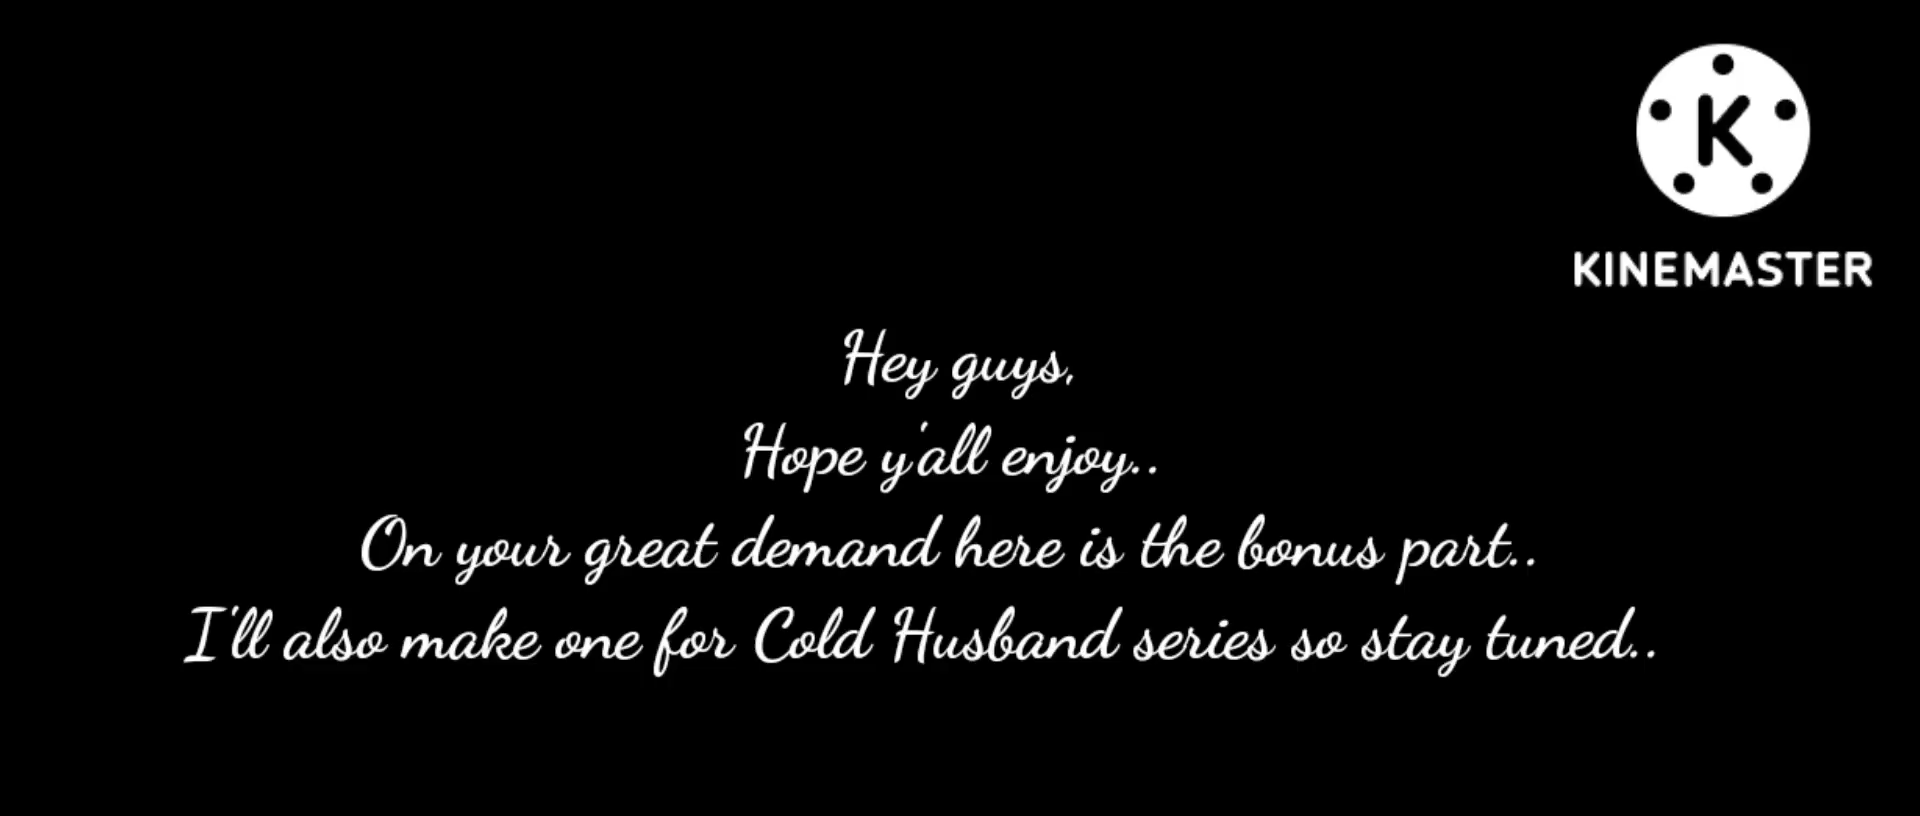 K
KINEMASTER
Hey guys,
Hope y'all enjoy..
On your great demand here is the bonus part..
I'll also make one for Cold Husband series so stay tuned..